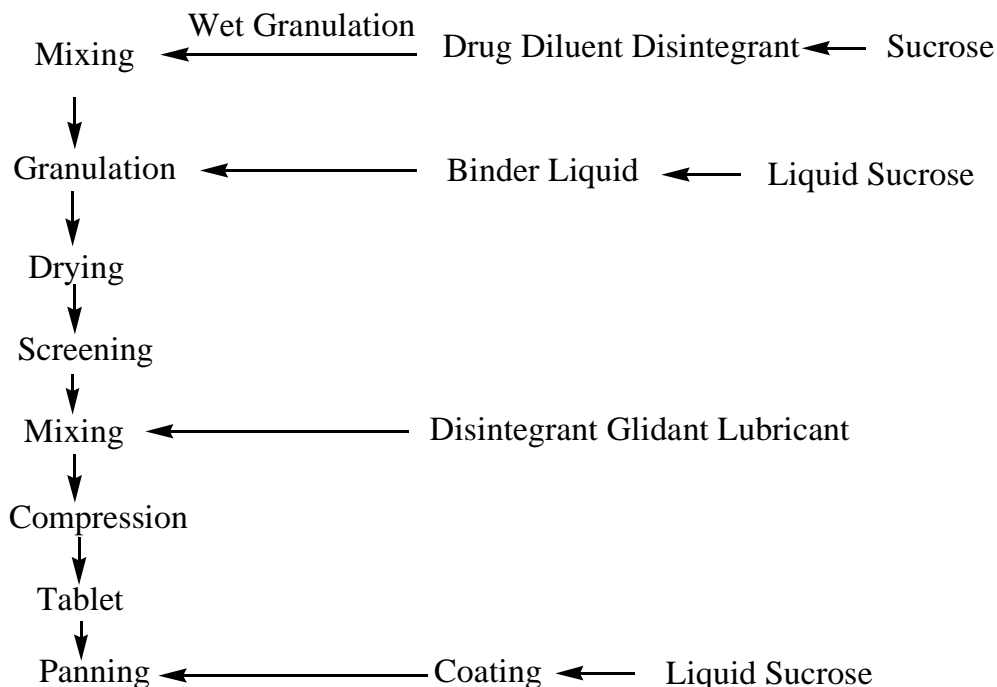 Wet Granulation
Mixing
Drug Diluent Disintegrant
Sucrose
Granulation
Binder Liquid
Liquid Sucrose
Drying
Screening
Mixing
Disintegrant Glidant Lubricant
Compression
Tablet
Panning
Coating
Liquid Sucrose